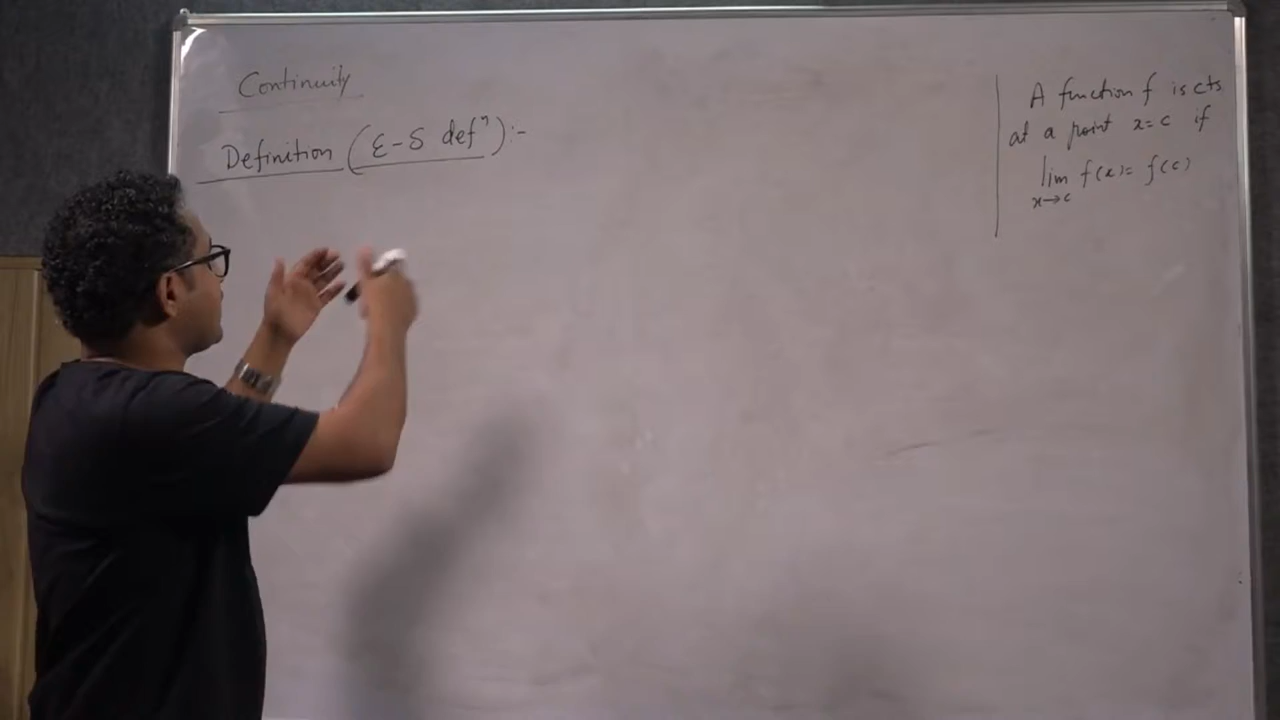 Continuity
Definition (ε-δ defⁿ):-
A function f is cts
at a point x=c if
lim f(x)= f(c)
x→c